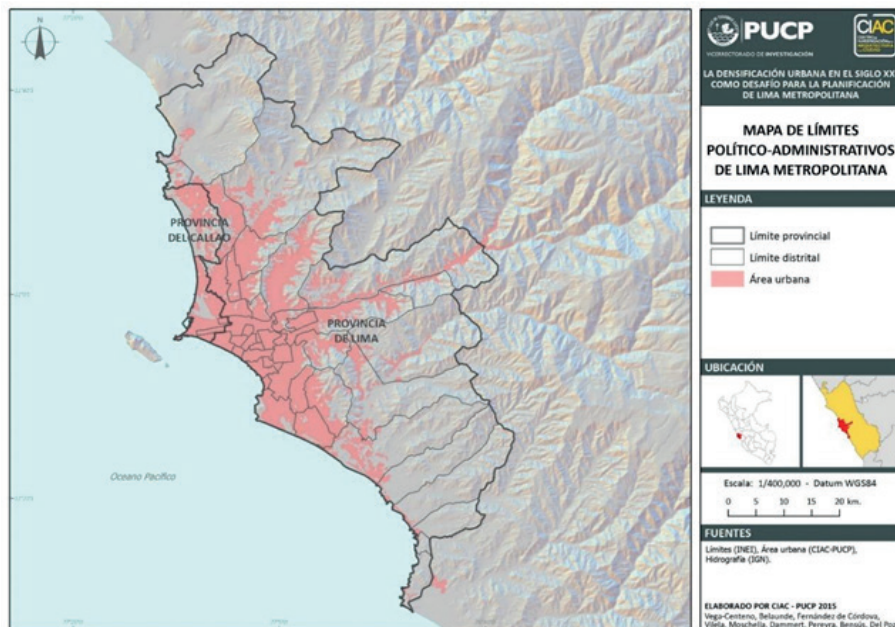 N
PROVINCIA
DEL CALLAO
PROVINCIA
DE LIMA
Oceano Pacífico
PUCP
VICERRECTORADO DE INVESTIGACIÓN
CIAC
LA DENSIFICACIÓN URBANA EN EL SIGLO XXI
COMO DESAFÍO PARA LA PLANIFICACIÓN
DE LIMA METROPOLITANA
MAPA DE LÍMITES
POLÍTICO-ADMINISTRATIVOS
DE LIMA METROPOLITANA
LEYENDA
Límite provincial
Límite distrital
Área urbana
UBICACIÓN
Escala: 1/400,000 - Datum WGS84
0 5 10 15 20 km.
FUENTES
Límites (INEI), Área urbana (CIAC-PUCP),
Hidrografía (IGN).
ELABORADO POR CIAC - PUCP 2015
Vega-Centeno, Belaunde, Fernández de Córdova,
Vilela, Moschella, Dammert, Pereyra, Bensús, Del Pozo